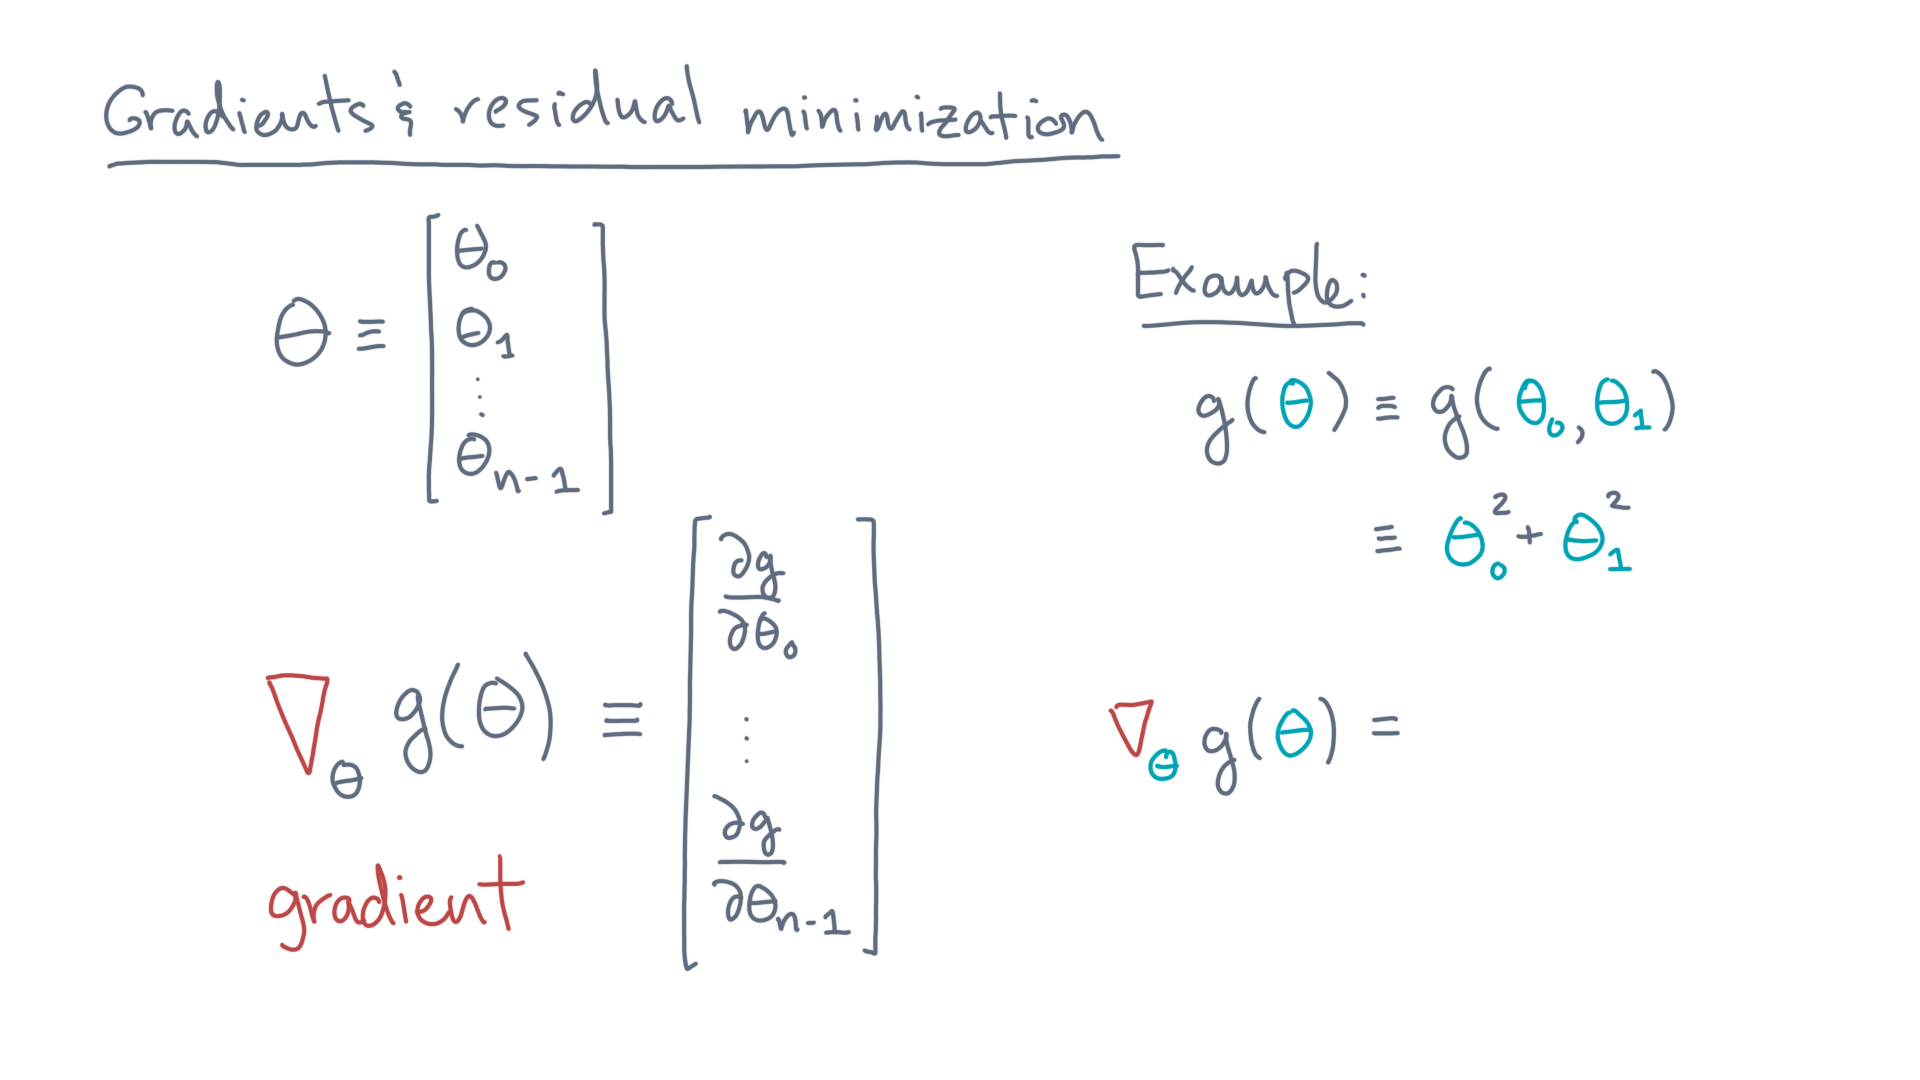 Gradients & residual minimization
θ ≡ [ θ₀
θ₁
⋮
θₙ₋₁ ]
∇_θ g(θ) ≡ [ ∂g/∂θ₀
⋮
∂g/∂θₙ₋₁ ]
gradient
Example:
g(θ) ≡ g(θ₀, θ₁)
≡ θ₀² + θ₁²
∇_θ g(θ) =